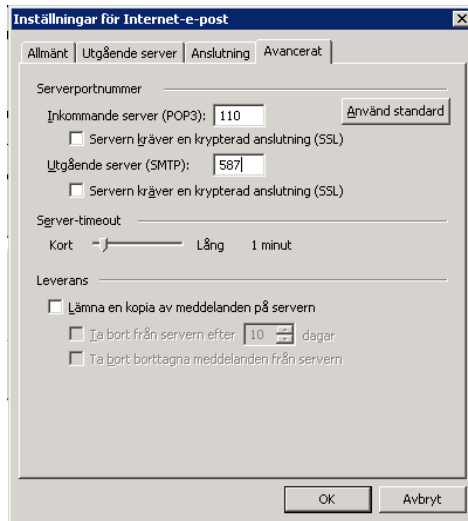 Inställningar för Internet-e-post
Allmänt Utgående server Anslutning Avancerat
Serverportnummer
Inkommande server (POP3): 110 Använd standard
Servern kräver en krypterad anslutning (SSL)
Utgående server (SMTP): 587
Servern kräver en krypterad anslutning (SSL)
Server-timeout
Kort Lång 1 minut
Leverans
Lämna en kopia av meddelanden på servern
Ta bort från servern efter 10 dagar
Ta bort borttagna meddelanden från servern
OK Avbryt